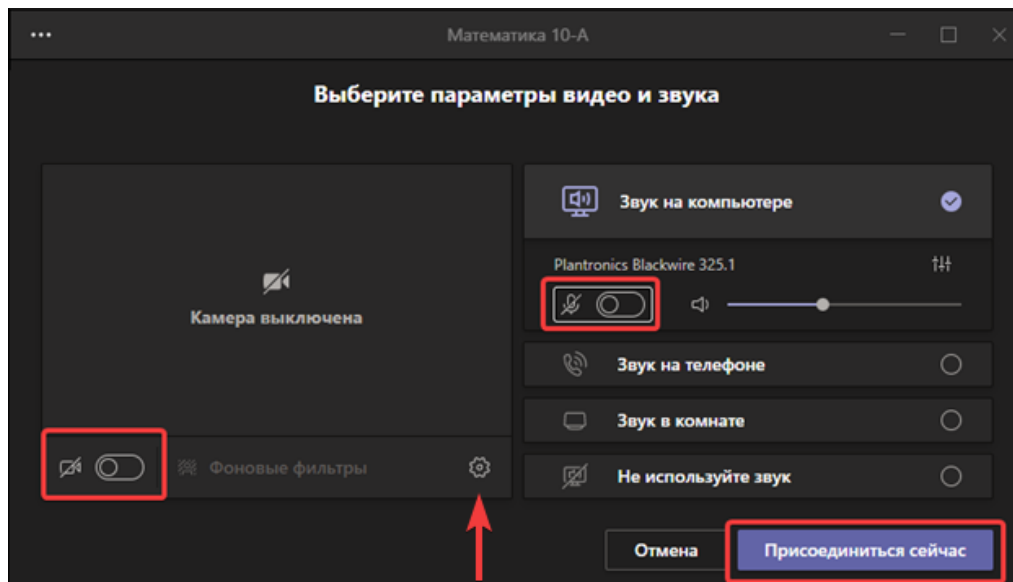 Математика 10-А
Выберите параметры видео и звука
Камера выключена
Фоновые фильтры
Звук на компьютере
Plantronics Blackwire 325.1
Звук на телефоне
Звук в комнате
Не используйте звук
Отмена
Присоединиться сейчас